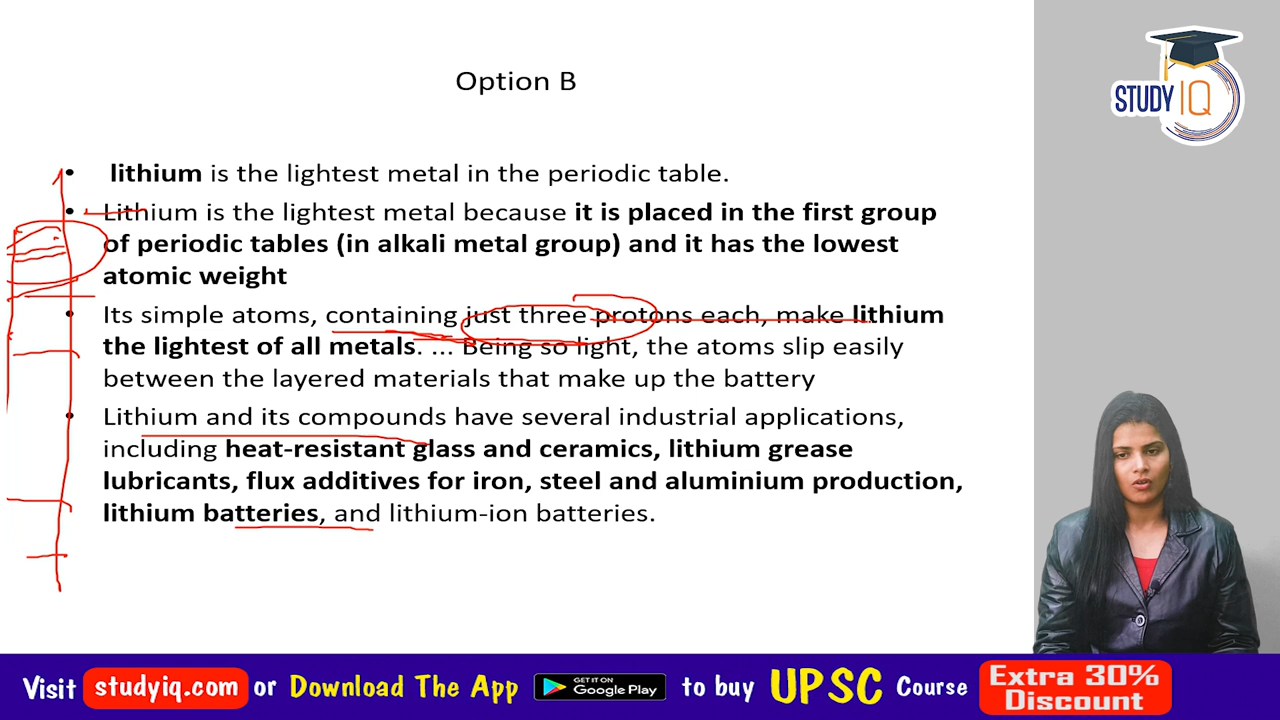 Option B
STUDY IQ
• lithium is the lightest metal in the periodic table.
• Lithium is the lightest metal because it is placed in the first group
of periodic tables (in alkali metal group) and it has the lowest
atomic weight
• Its simple atoms, containing just three protons each, make lithium
the lightest of all metals. ... Being so light, the atoms slip easily
between the layered materials that make up the battery
• Lithium and its compounds have several industrial applications,
including heat-resistant glass and ceramics, lithium grease
lubricants, flux additives for iron, steel and aluminium production,
lithium batteries, and lithium-ion batteries.
Visit studyiq.com or Download The App GET IT ON Google Play to buy UPSC Course Extra 30%
Discount